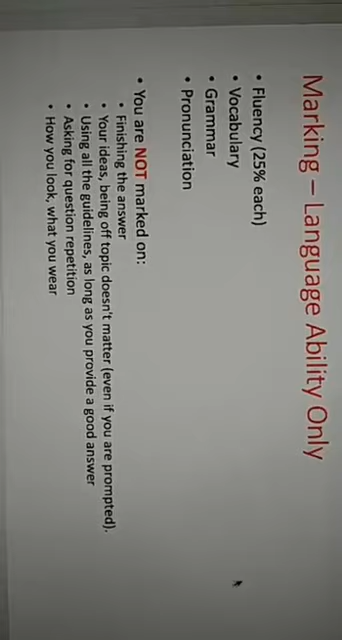 Marking – Language Ability Only
• Fluency (25% each)
• Vocabulary
• Grammar
• Pronunciation
• You are NOT marked on:
• Finishing the answer
• Your ideas, being off topic doesn't matter (even if you are prompted).
• Using all the guidelines, as long as you provide a good answer
• Asking for question repetition
• How you look, what you wear